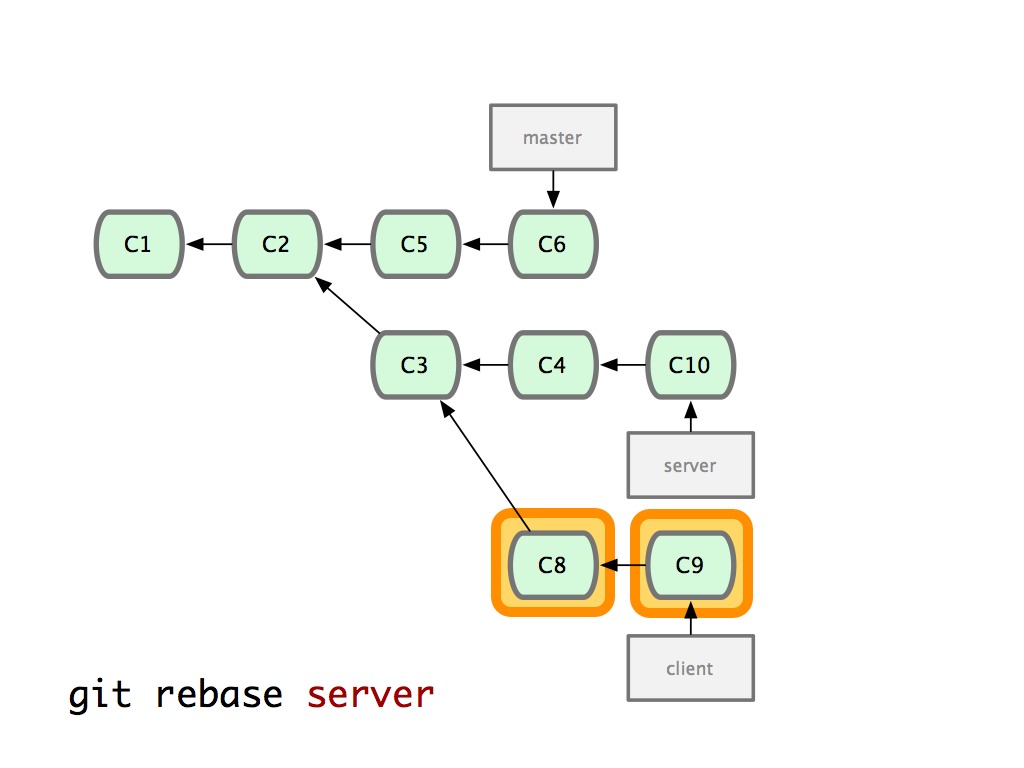 master
C1 C2 C5 C6
C3 C4 C10
server
C8 C9
client
git rebase server